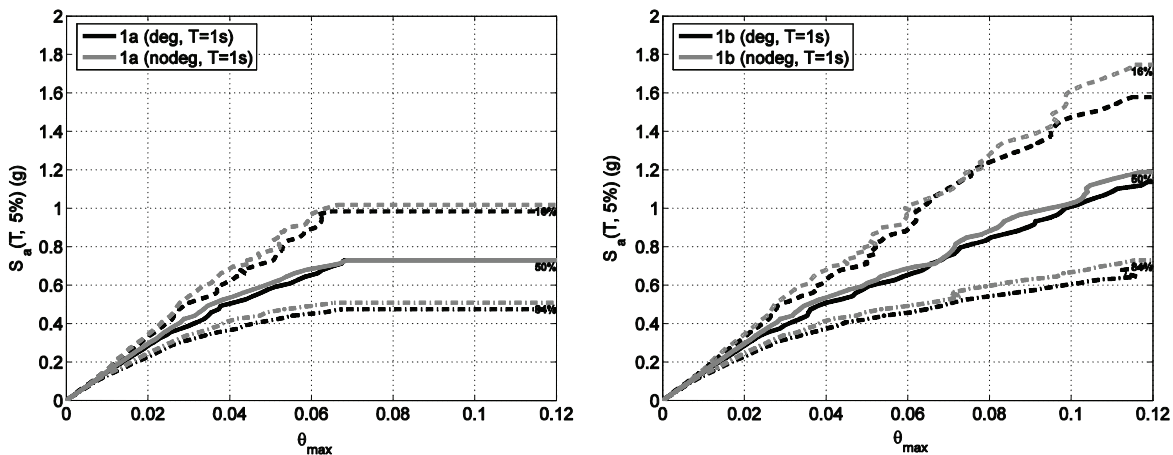 1a (deg, T=1s)
1a (nodeg, T=1s)
S_a(T, 5%) (g)
2
1.8
1.6
1.4
1.2
1
0.8
0.6
0.4
0.2
0
16%
50%
84%
0 0.02 0.04 0.06 0.08 0.1 0.12
θ_max
1b (deg, T=1s)
1b (nodeg, T=1s)
S_a(T, 5%) (g)
2
1.8
1.6
1.4
1.2
1
0.8
0.6
0.4
0.2
0
16%
50%
84%
0 0.02 0.04 0.06 0.08 0.1 0.12
θ_max